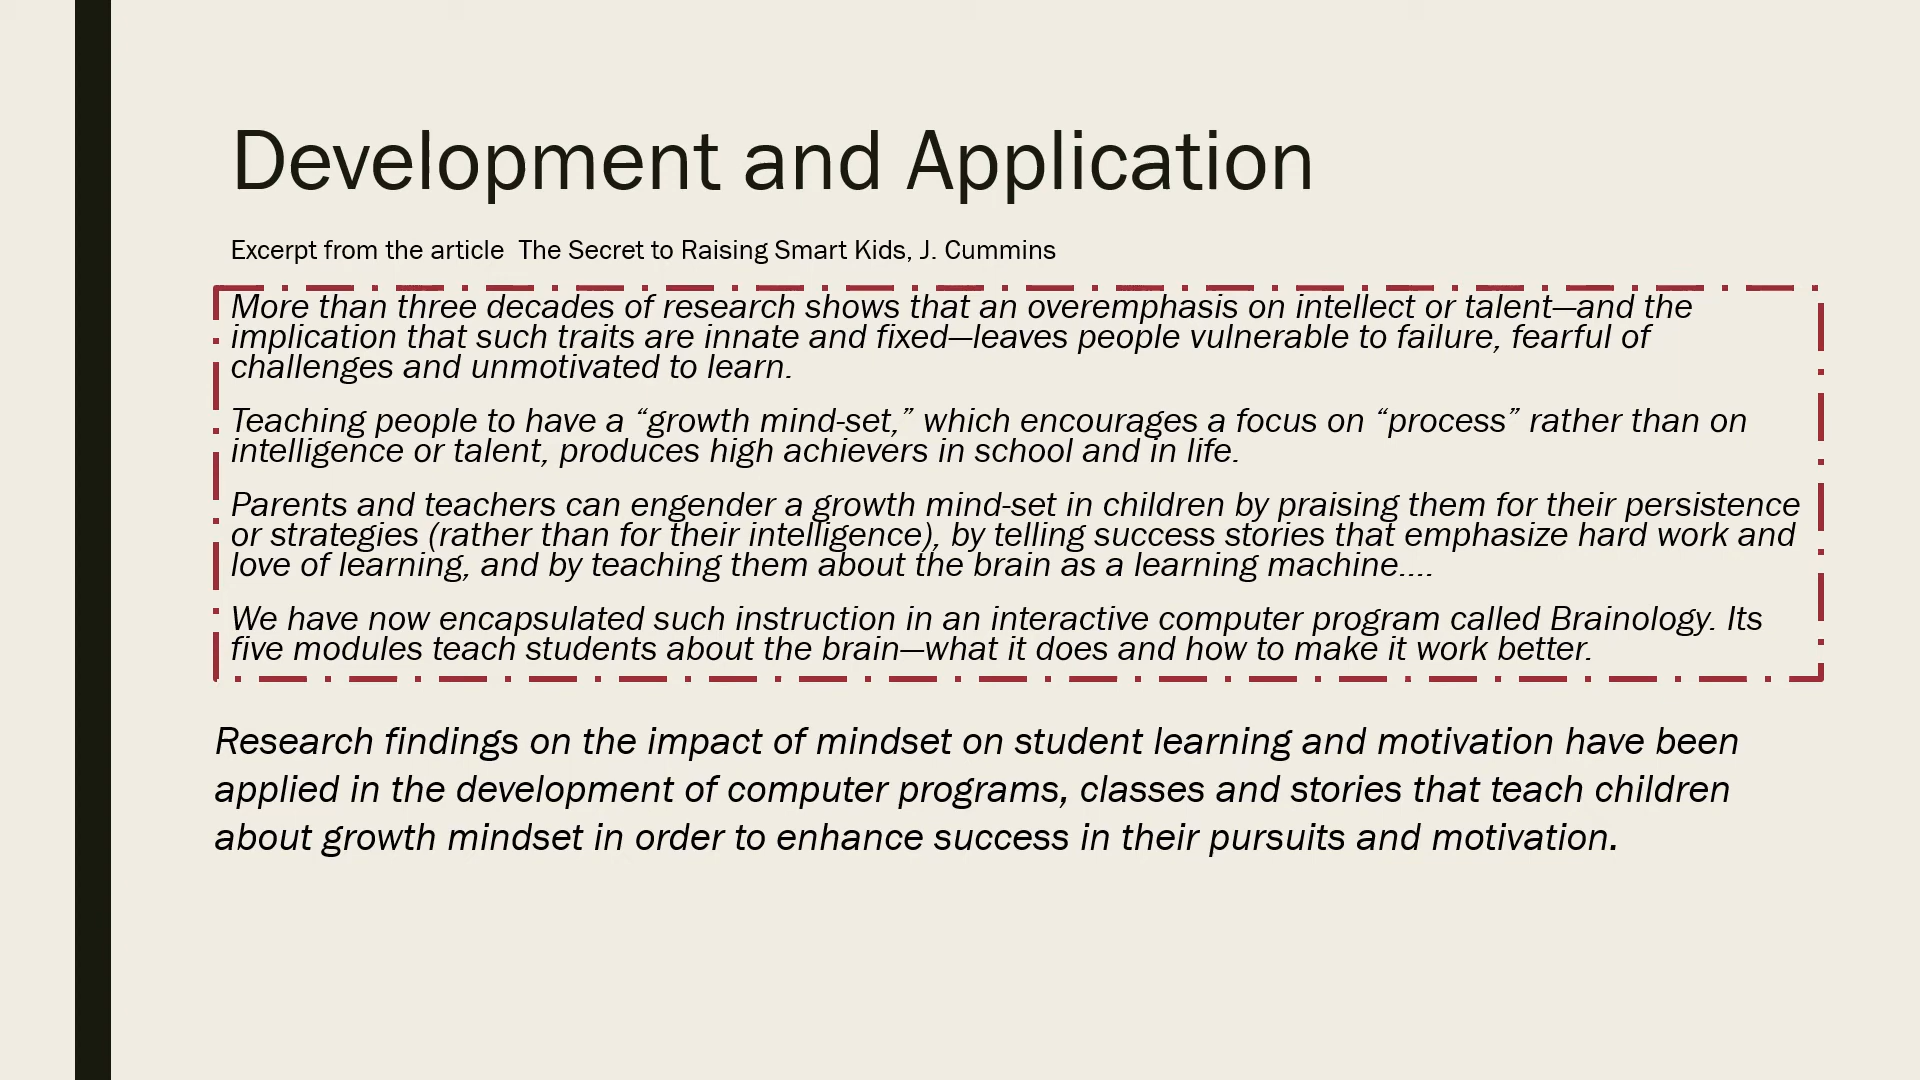 Development and Application
Excerpt from the article  The Secret to Raising Smart Kids, J. Cummins
More than three decades of research shows that an overemphasis on intellect or talent—and the
implication that such traits are innate and fixed—leaves people vulnerable to failure, fearful of
challenges and unmotivated to learn.
Teaching people to have a “growth mind-set,” which encourages a focus on “process” rather than on
intelligence or talent, produces high achievers in school and in life.
Parents and teachers can engender a growth mind-set in children by praising them for their persistence
or strategies (rather than for their intelligence), by telling success stories that emphasize hard work and
love of learning, and by teaching them about the brain as a learning machine....
We have now encapsulated such instruction in an interactive computer program called Brainology. Its
five modules teach students about the brain—what it does and how to make it work better.
Research findings on the impact of mindset on student learning and motivation have been
applied in the development of computer programs, classes and stories that teach children
about growth mindset in order to enhance success in their pursuits and motivation.